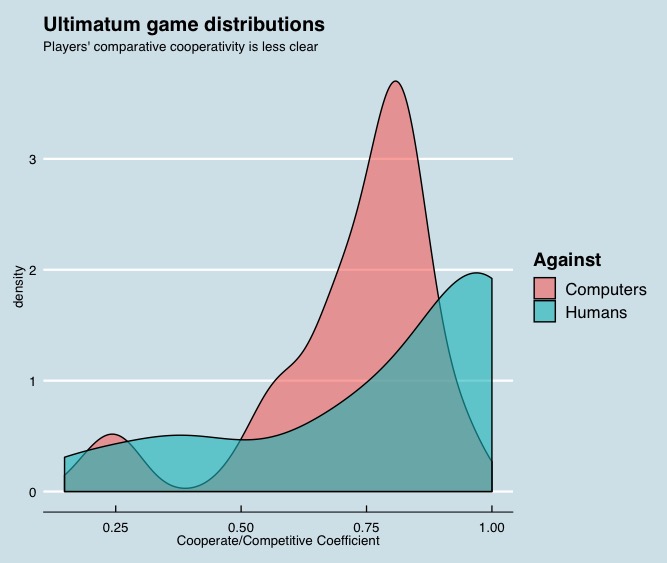 Ultimatum game distributions
Players' comparative cooperativity is less clear
3
2
1
0
density
0.25 0.50 0.75 1.00
Cooperate/Competitive Coefficient
Against
Computers
Humans